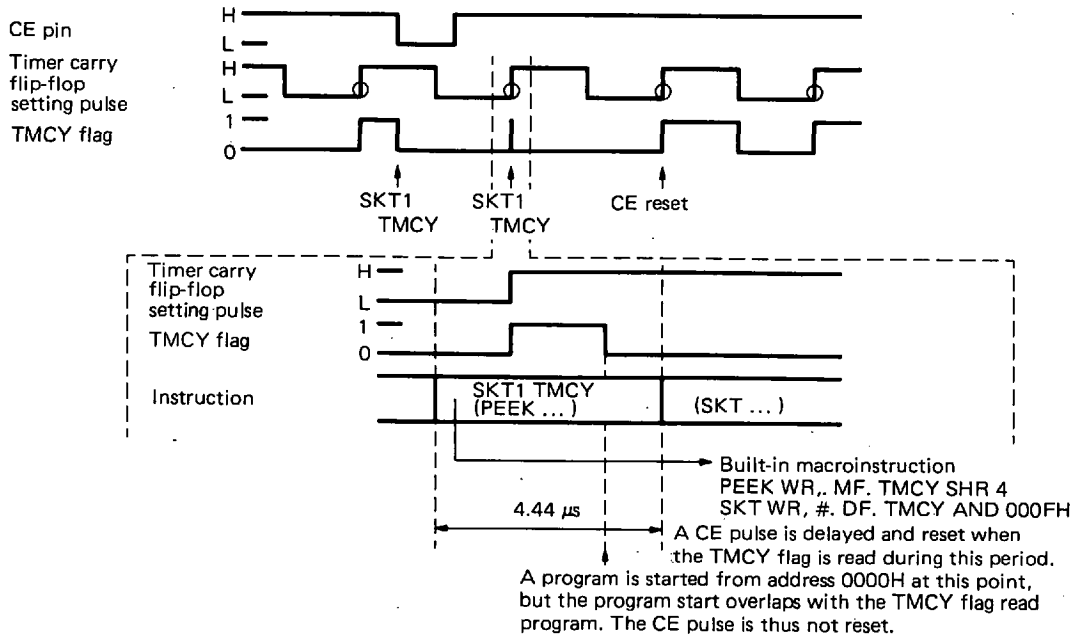 CE pin
H
L
Timer carry
flip-flop
setting pulse
H
L
TMCY flag
1
0
SKT1
TMCY
SKT1
TMCY
CE reset
Timer carry
flip-flop
setting pulse
H
L
TMCY flag
1
0
Instruction
SKT1 TMCY
(PEEK ... )
(SKT ... )
Built-in macroinstruction
PEEK WR,. MF. TMCY SHR 4
SKT WR, #. DF. TMCY AND 000FH
4.44 μs
A CE pulse is delayed and reset when
the TMCY flag is read during this period.
A program is started from address 0000H at this point,
but the program start overlaps with the TMCY flag read
program. The CE pulse is thus not reset.